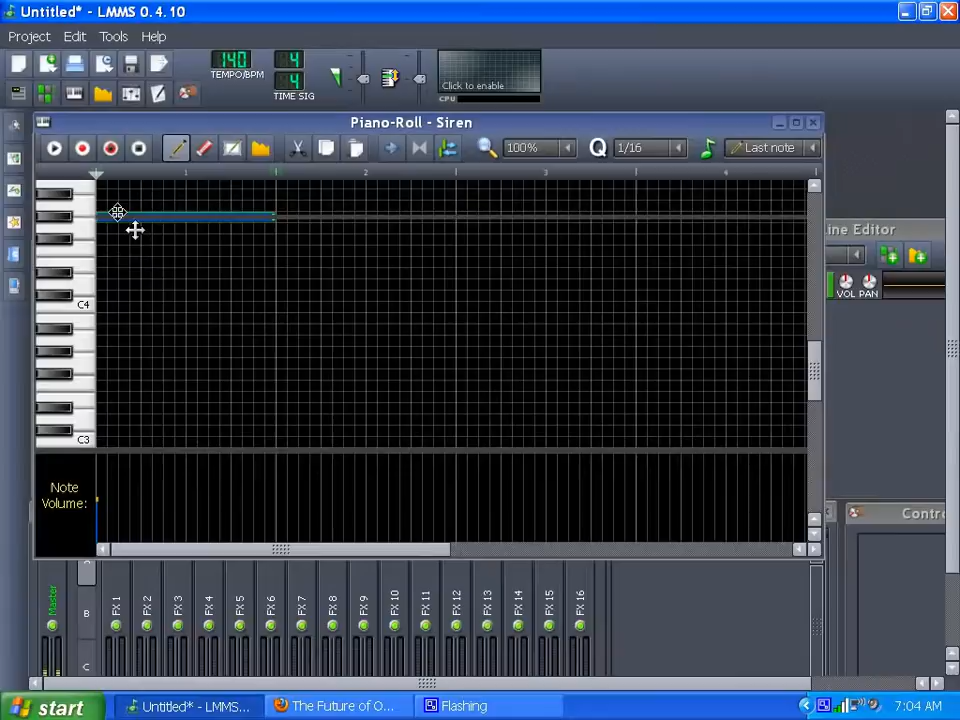 Untitled* - LMMS 0.4.10
Project Edit Tools Help
140
TEMPO/BPM
4
4
TIME SIG
Click to enable
CPU
Piano-Roll - Siren
100%
Q
1/16
Last note
1
2
3
4
C4
C3
Note
Volume:
ine Editor
VOL PAN
Contro
Master
FX 1
FX 2
FX 3
FX 4
FX 5
FX 6
FX 7
FX 8
FX 9
FX 10
FX 11
FX 12
FX 13
FX 14
FX 15
FX 16
B
C
start
Untitled* - LMMS...
The Future of O...
Flashing
7:04 AM